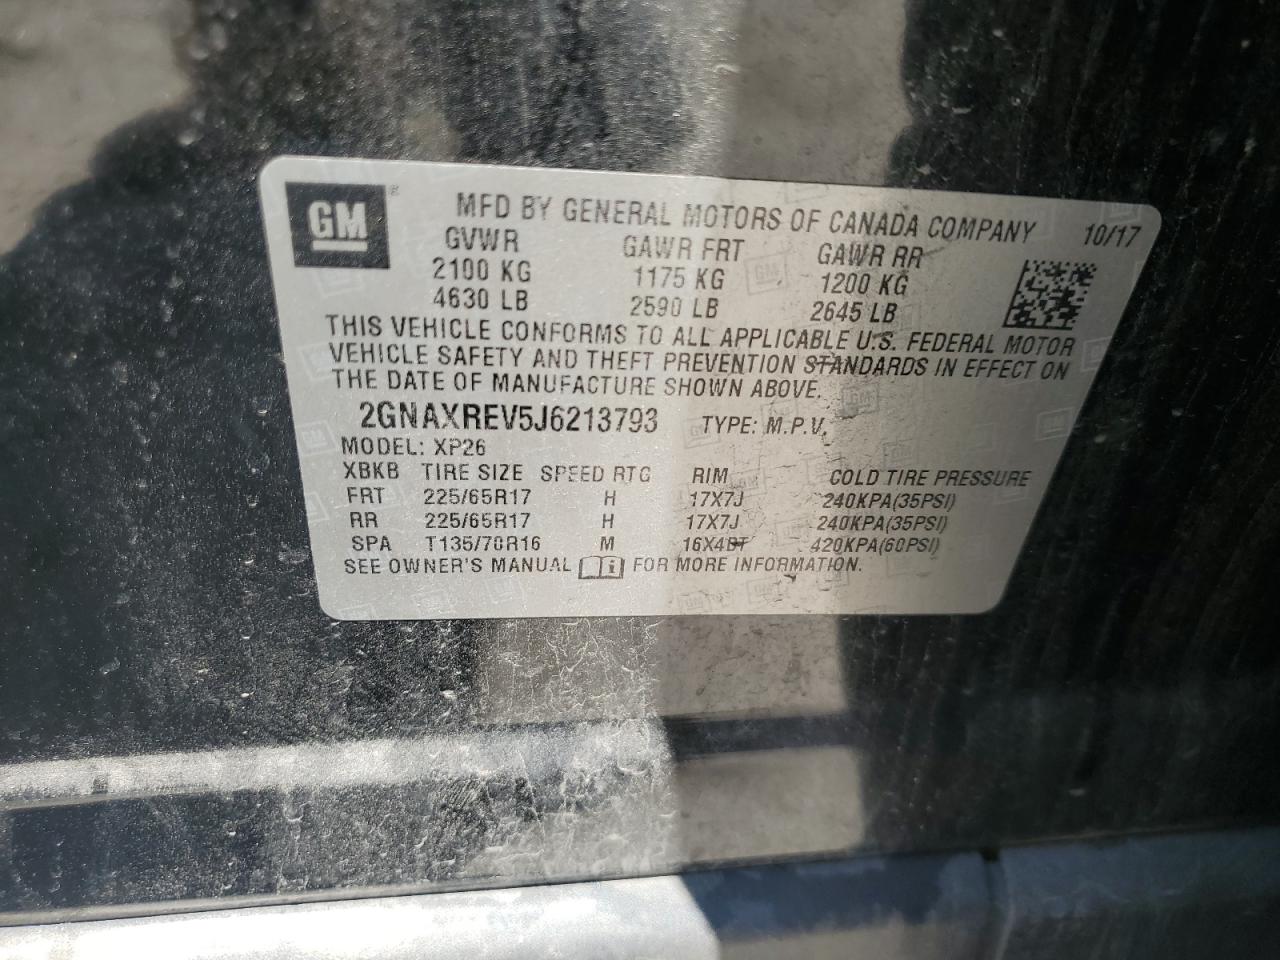 GM ®
MFD BY GENERAL MOTORS OF CANADA COMPANY 10/17
GVWR GAWR FRT GAWR RR
2100 KG 1175 KG 1200 KG
4630 LB 2590 LB 2645 LB
THIS VEHICLE CONFORMS TO ALL APPLICABLE U.S. FEDERAL MOTOR
VEHICLE SAFETY AND THEFT PREVENTION STANDARDS IN EFFECT ON
THE DATE OF MANUFACTURE SHOWN ABOVE.
2GNAXREV5J6213793 TYPE: M.P.V.
MODEL: XP26
XBKB TIRE SIZE SPEED RTG RIM COLD TIRE PRESSURE
FRT 225/65R17 H 17X7J 240KPA(35PSI)
RR 225/65R17 H 17X7J 240KPA(35PSI)
SPA T135/70R16 M 16X4BT 420KPA(60PSI)
SEE OWNER'S MANUAL i FOR MORE INFORMATION.